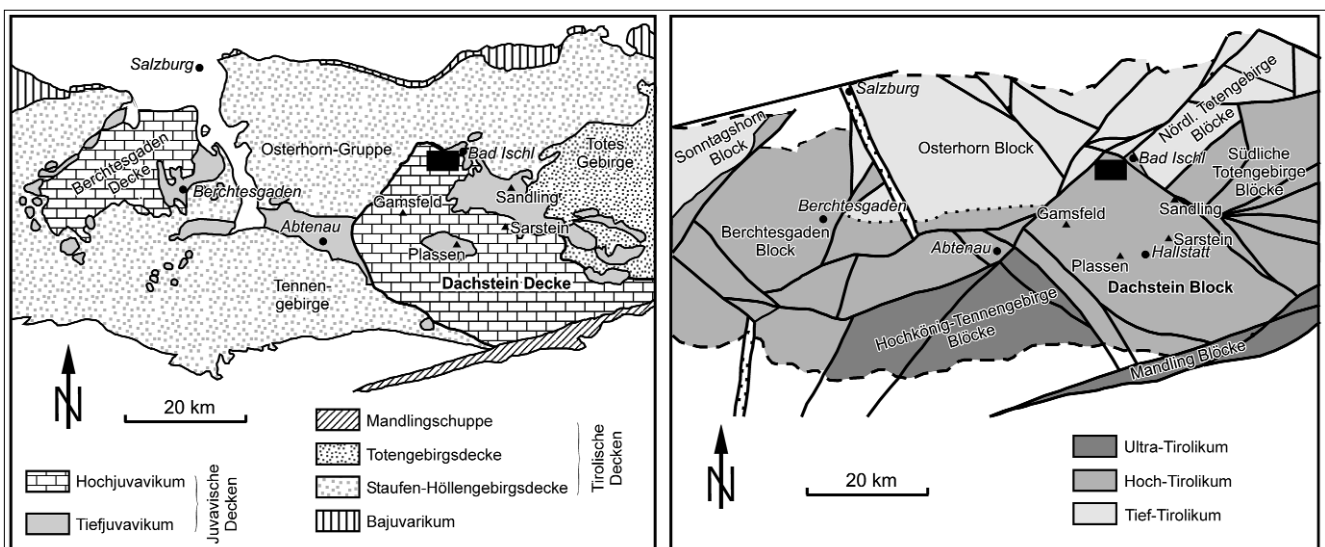 Salzburg
Osterhorn-Gruppe
Totes
Gebirge
Bad Ischl
Berchtesgaden
Decke
Berchtesgaden
Gamsfeld
Sandling
Abtenau
Sarstein
Plassen
Tennen-
gebirge
Dachstein Decke
N
20 km
Mandlingschuppe
Totengebirgsdecke
Staufen-Höllengebirgsdecke
Bajuvarikum
Tirolische
Decken
Hochjuvavikum
Tiefjuvavikum
Juvavische
Decken
Salzburg
Sonntagshorn
Block
Osterhorn Block
Nördl. Totengebirge
Blöcke
Bad Ischl
Südliche
Totengebirge
Blöcke
Berchtesgaden
Berchtesgaden
Block
Gamsfeld
Sandling
Abtenau
Sarstein
Plassen
Hallstatt
Dachstein Block
Hochkönig-Tennengebirge
Blöcke
Mandling Blöcke
N
20 km
Ultra-Tirolikum
Hoch-Tirolikum
Tief-Tirolikum